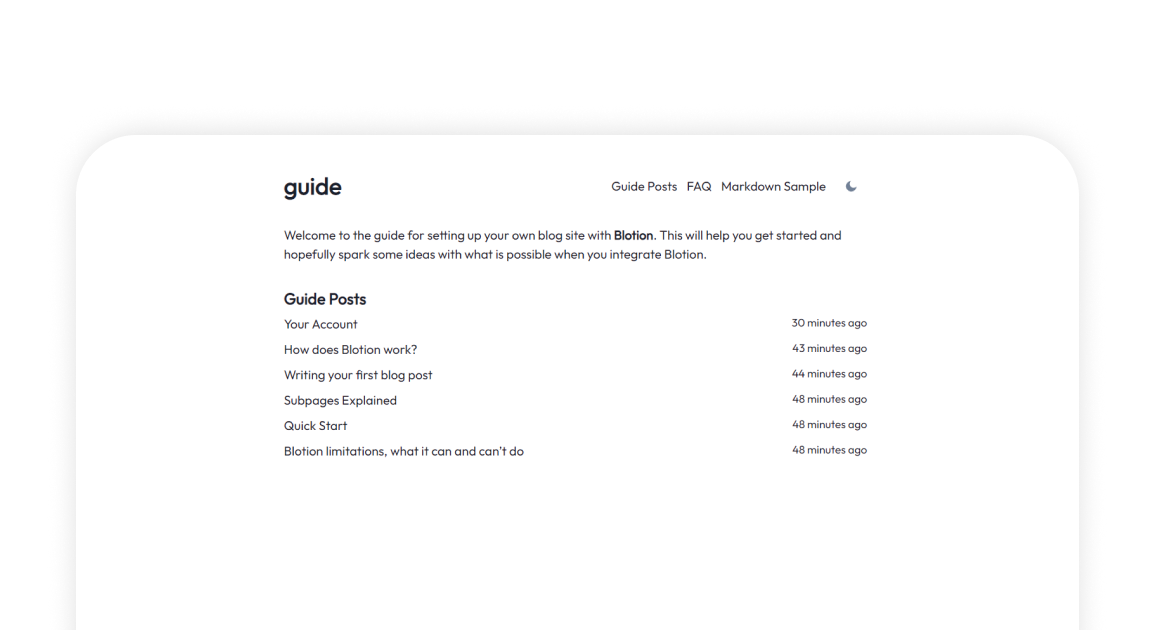 guide
Guide Posts FAQ Markdown Sample
Welcome to the guide for setting up your own blog site with Blotion. This will help you get started and
hopefully spark some ideas with what is possible when you integrate Blotion.
Guide Posts
Your Account 30 minutes ago
How does Blotion work? 43 minutes ago
Writing your first blog post 44 minutes ago
Subpages Explained 48 minutes ago
Quick Start 48 minutes ago
Blotion limitations, what it can and can't do 48 minutes ago